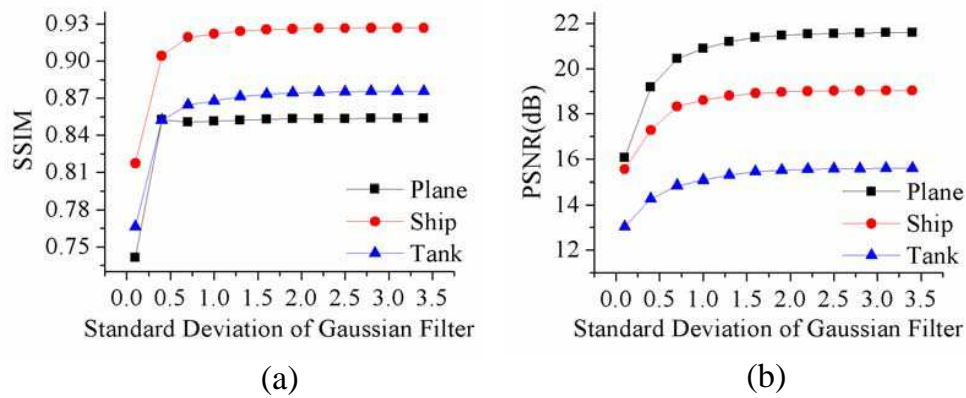 0.93
0.90
0.87
0.84
0.81
0.78
0.75
SSIM
Plane
Ship
Tank
0.0 0.5 1.0 1.5 2.0 2.5 3.0 3.5
Standard Deviation of Gaussian Filter
(a)
22
20
18
16
14
12
PSNR(dB)
Plane
Ship
Tank
0.0 0.5 1.0 1.5 2.0 2.5 3.0 3.5
Standard Deviation of Gaussian Filter
(b)